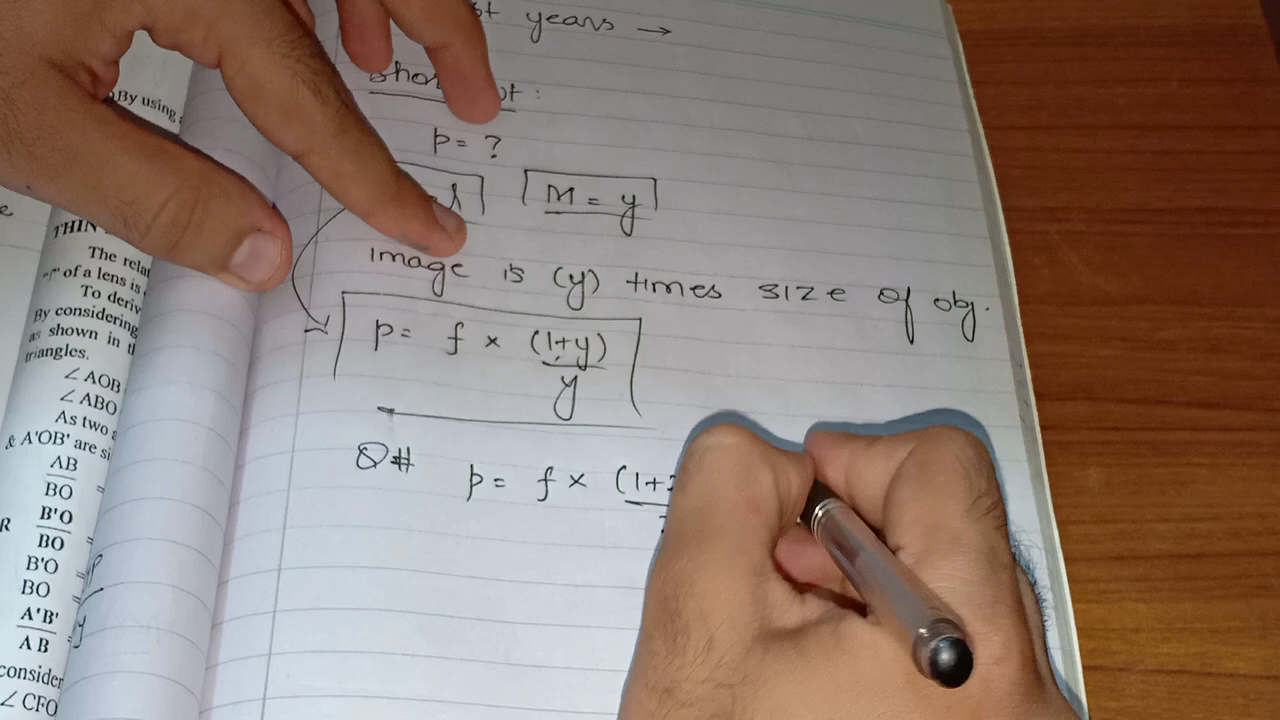 years →
p = ?
M = y
Image is (y) times size of obj.
p = f × (1+y)
y
Q# p = f × (1+
By using
THIN
The rela
of a lens is
To deriv
By considering
as shown in t
triangles.
∠ AOB
∠ ABO
As two
& A'OB' are si
AB
BO =
R B'O
BO =
B'O
BO =
A'B'
AB =
consider
∠ CFO